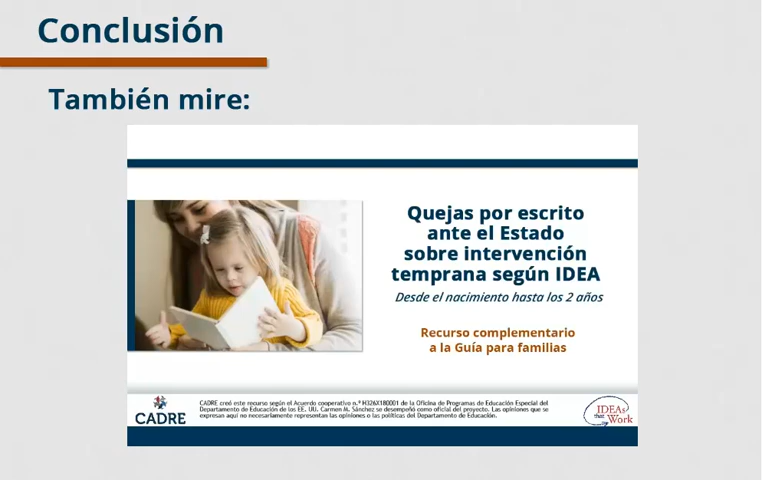 Conclusión
También mire:
Quejas por escrito
ante el Estado
sobre intervención
temprana según IDEA
Desde el nacimiento hasta los 2 años
Recurso complementario
a la Guía para familias
CADRE
CADRE creó este recurso según el Acuerdo cooperativo n.º H326X180001 de la Oficina de Programas de Educación Especial del
Departamento de Educación de los EE. UU. Carmen M. Sánchez se desempeñó como oficial del proyecto. Las opiniones que se
expresan aquí no necesariamente representan las opiniones o las políticas del Departamento de Educación.
IDEAs
that
Work